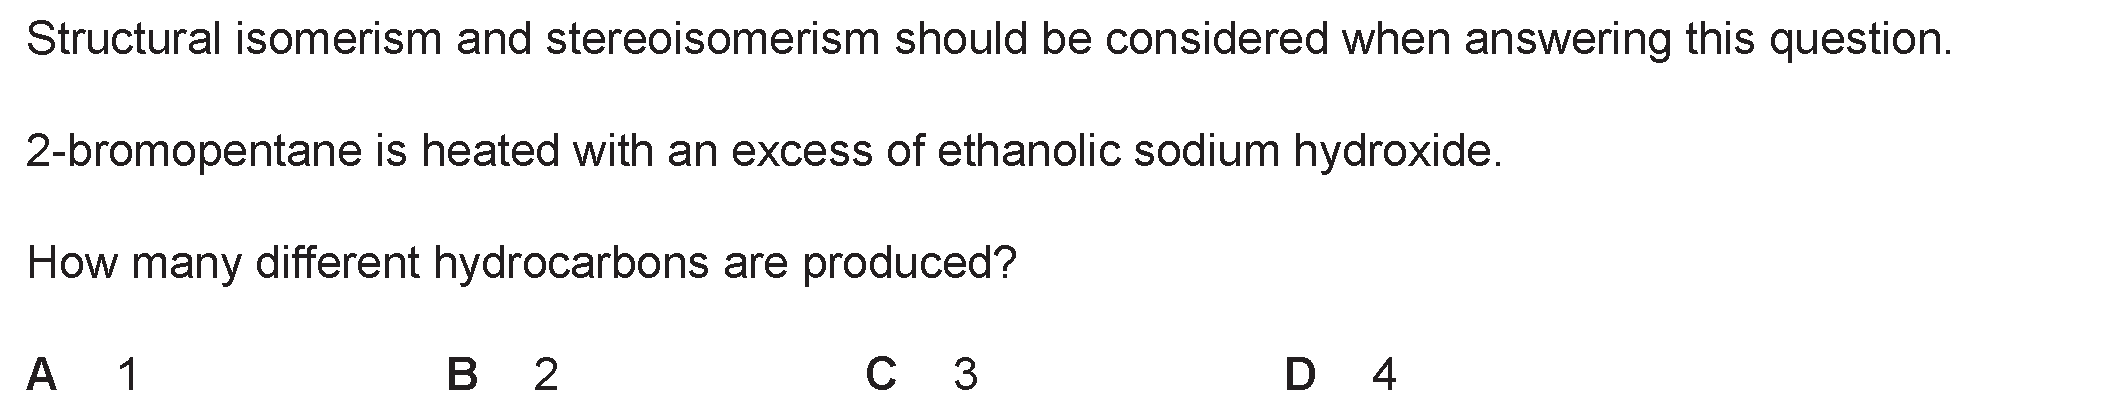 Structural isomerism and stereoisomerism should be considered when answering this question.
2-bromopentane is heated with an excess of ethanolic sodium hydroxide.
How many different hydrocarbons are produced?
A 1 B 2 C 3 D 4